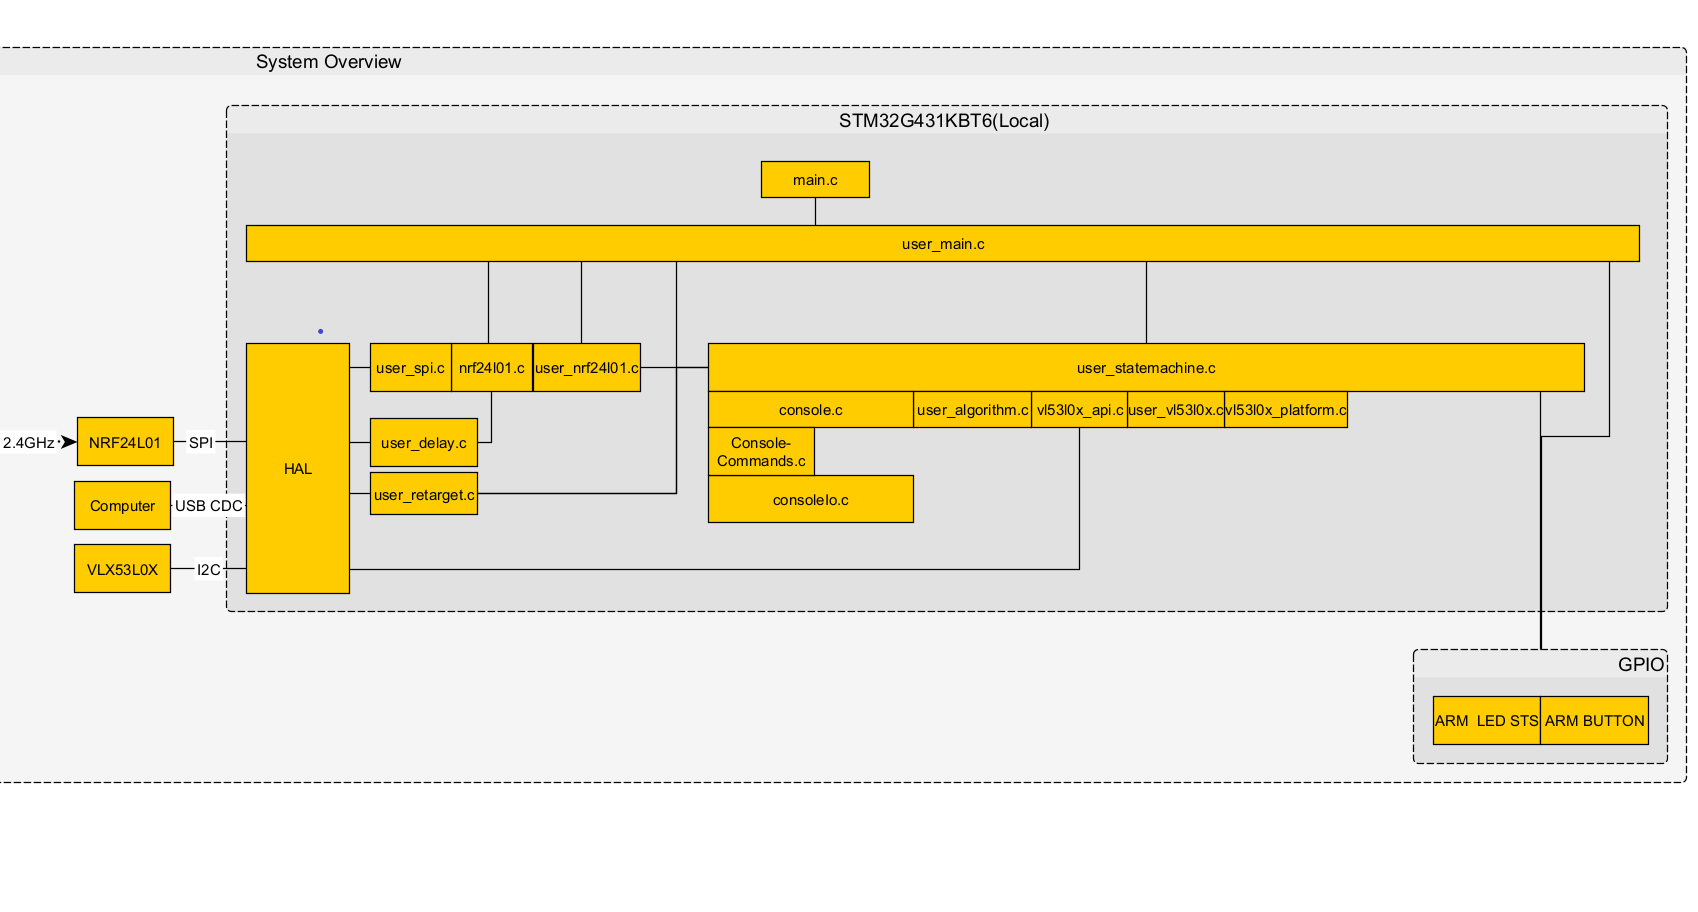 System Overview
STM32G431KBT6(Local)
main.c
user_main.c
user_spi.c
nrf24l01.c
user_nrf24l01.c
user_statemachine.c
console.c
user_algorithm.c
vl53l0x_api.c
user_vl53l0x.c
vl53l0x_platform.c
2.4GHz
NRF24L01
SPI
HAL
user_delay.c
Console-
Commands.c
Computer
USB CDC
user_retarget.c
consoleIo.c
VLX53L0X
I2C
GPIO
ARM LED STS
ARM BUTTON